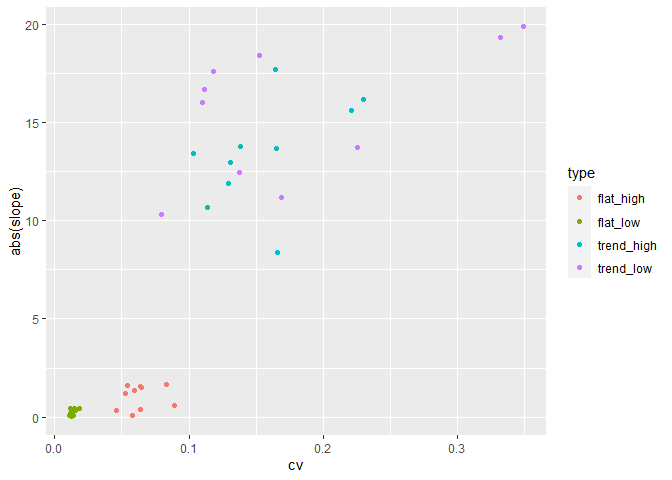 20
15
10
5
0
abs(slope)
0.0 0.1 0.2 0.3
cv
type
flat_high
flat_low
trend_high
trend_low